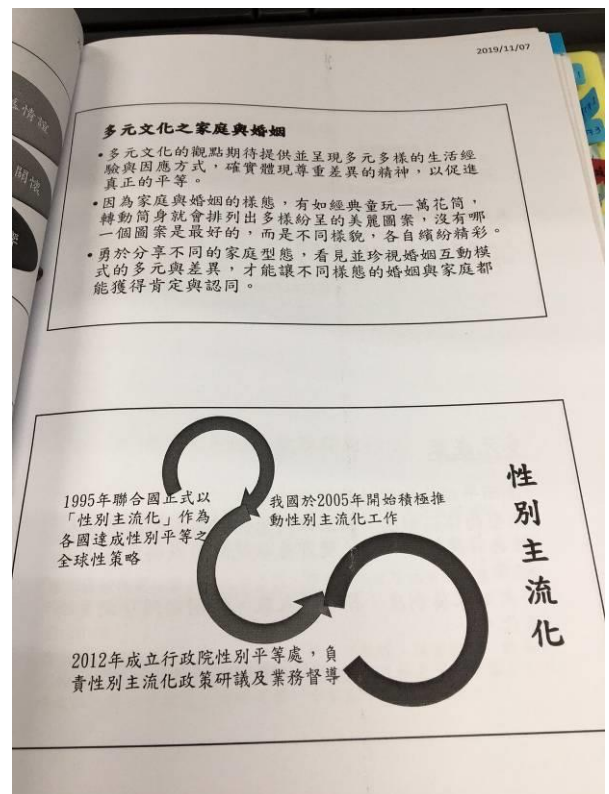 2019/11/07
多元文化之家庭與婚姻
•多元文化的觀點期待提供並呈現多元多樣的生活經
驗與因應方式,確實體現尊重差異的精神,以促進
真正的平等。
•因為家庭與婚姻的樣態,有如經典童玩—萬花筒,
轉動筒身就會排列出多樣紛呈的美麗圖案,沒有哪
一個圖案是最好的,而是不同樣貌,各自繽紛精彩。
•勇於分享不同的家庭型態,看見並珍視婚姻互動模
式的多元與差異,才能讓不同樣態的婚姻與家庭都
能獲得肯定與認同。
性別主流化
1995年聯合國正式以
「性別主流化」作為
各國達成性別平等之
全球性策略
我國於2005年開始積極推
動性別主流化工作
2012年成立行政院性別平等處,負
責性別主流化政策研議及業務督導
關懷